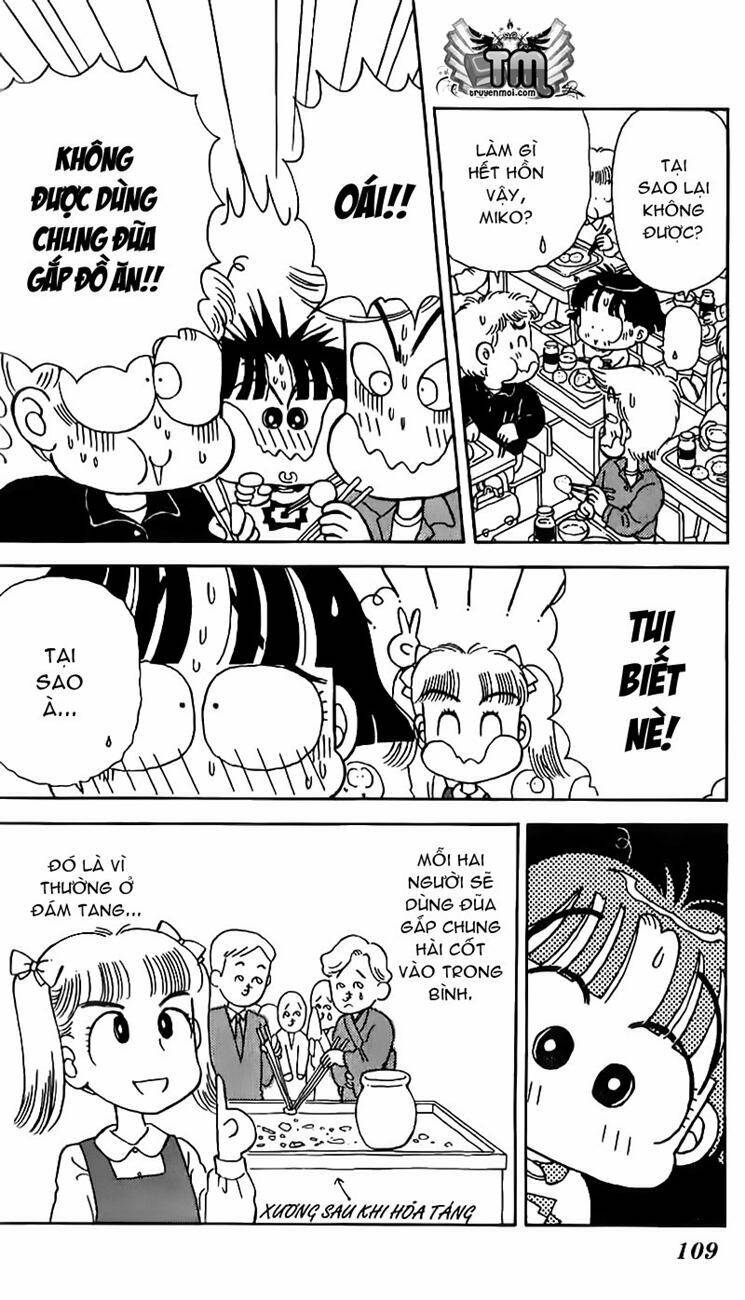 TM
truyenmoi.com
TẠI
SAO LẠI
KHÔNG
ĐƯỢC?
LÀM GÌ
HẾT HỒN
VẬY,
MIKO?
OÁI!!
KHÔNG
ĐƯỢC DÙNG
CHUNG ĐŨA
GẮP ĐỒ ĂN!!
TUI
BIẾT
NÈ!
TẠI
SAO
À...
MỖI HAI
NGƯỜI SẼ
DÙNG ĐŨA
GẮP CHUNG
HÀI CỐT
VÀO TRONG
BÌNH.
ĐÓ LÀ VÌ
THƯỜNG Ở
ĐÁM TANG...
XƯƠNG SAU KHI HỎA TÁNG
109